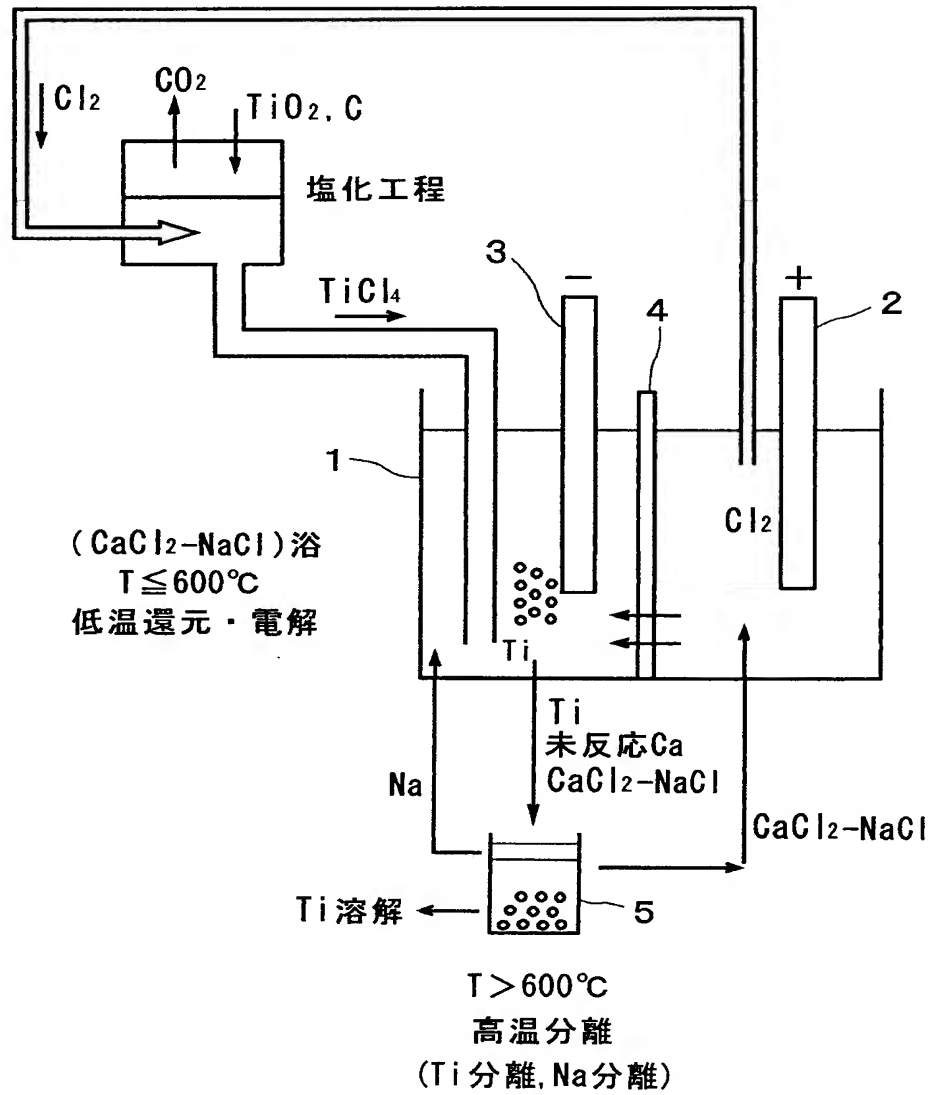 CO₂
Cl₂
TiO₂, C
塩化工程
TiCl₄
3
−
+
4
2
1
Cl₂
(CaCl₂−NaCl)浴
T≦600℃
低温還元・電解
Ti
Ti
未反応Ca
CaCl₂−NaCl
Na
CaCl₂−NaCl
Ti溶解
5
T>600℃
高温分離
(Ti分離,Na分離)